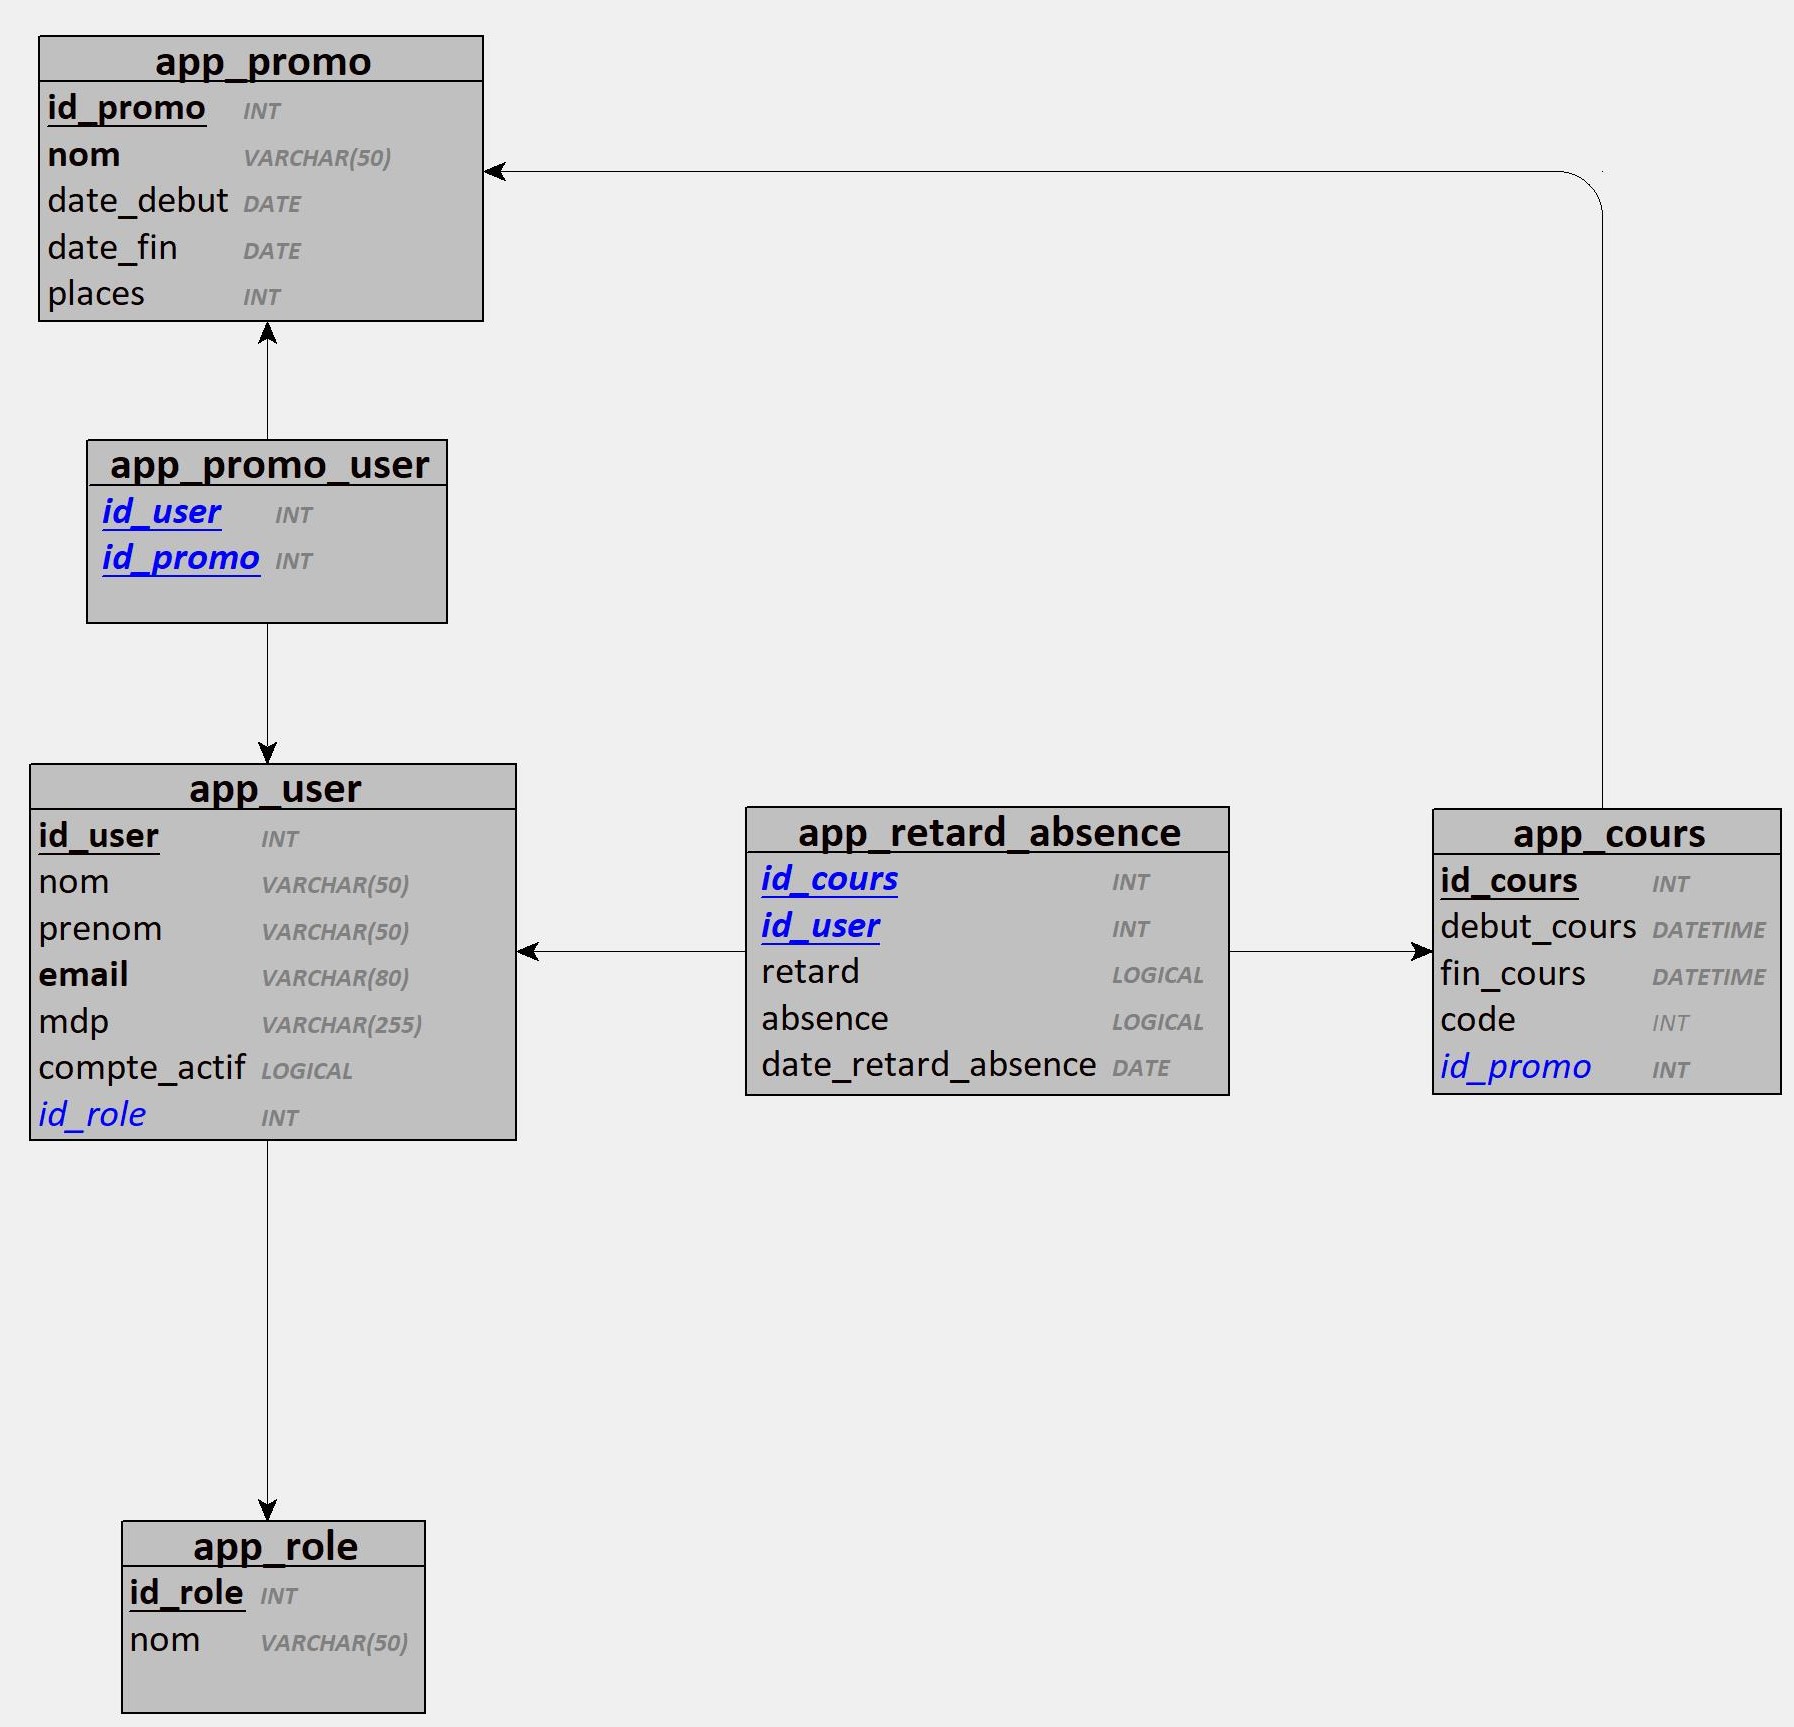 app_promo
id_promo INT
nom VARCHAR(50)
date_debut DATE
date_fin DATE
places INT
app_promo_user
id_user INT
id_promo INT
app_user
id_user INT
nom VARCHAR(50)
prenom VARCHAR(50)
email VARCHAR(80)
mdp VARCHAR(255)
compte_actif LOGICAL
id_role INT
app_retard_absence
id_cours INT
id_user INT
retard LOGICAL
absence LOGICAL
date_retard_absence DATE
app_cours
id_cours INT
debut_cours DATETIME
fin_cours DATETIME
code INT
id_promo INT
app_role
id_role INT
nom VARCHAR(50)